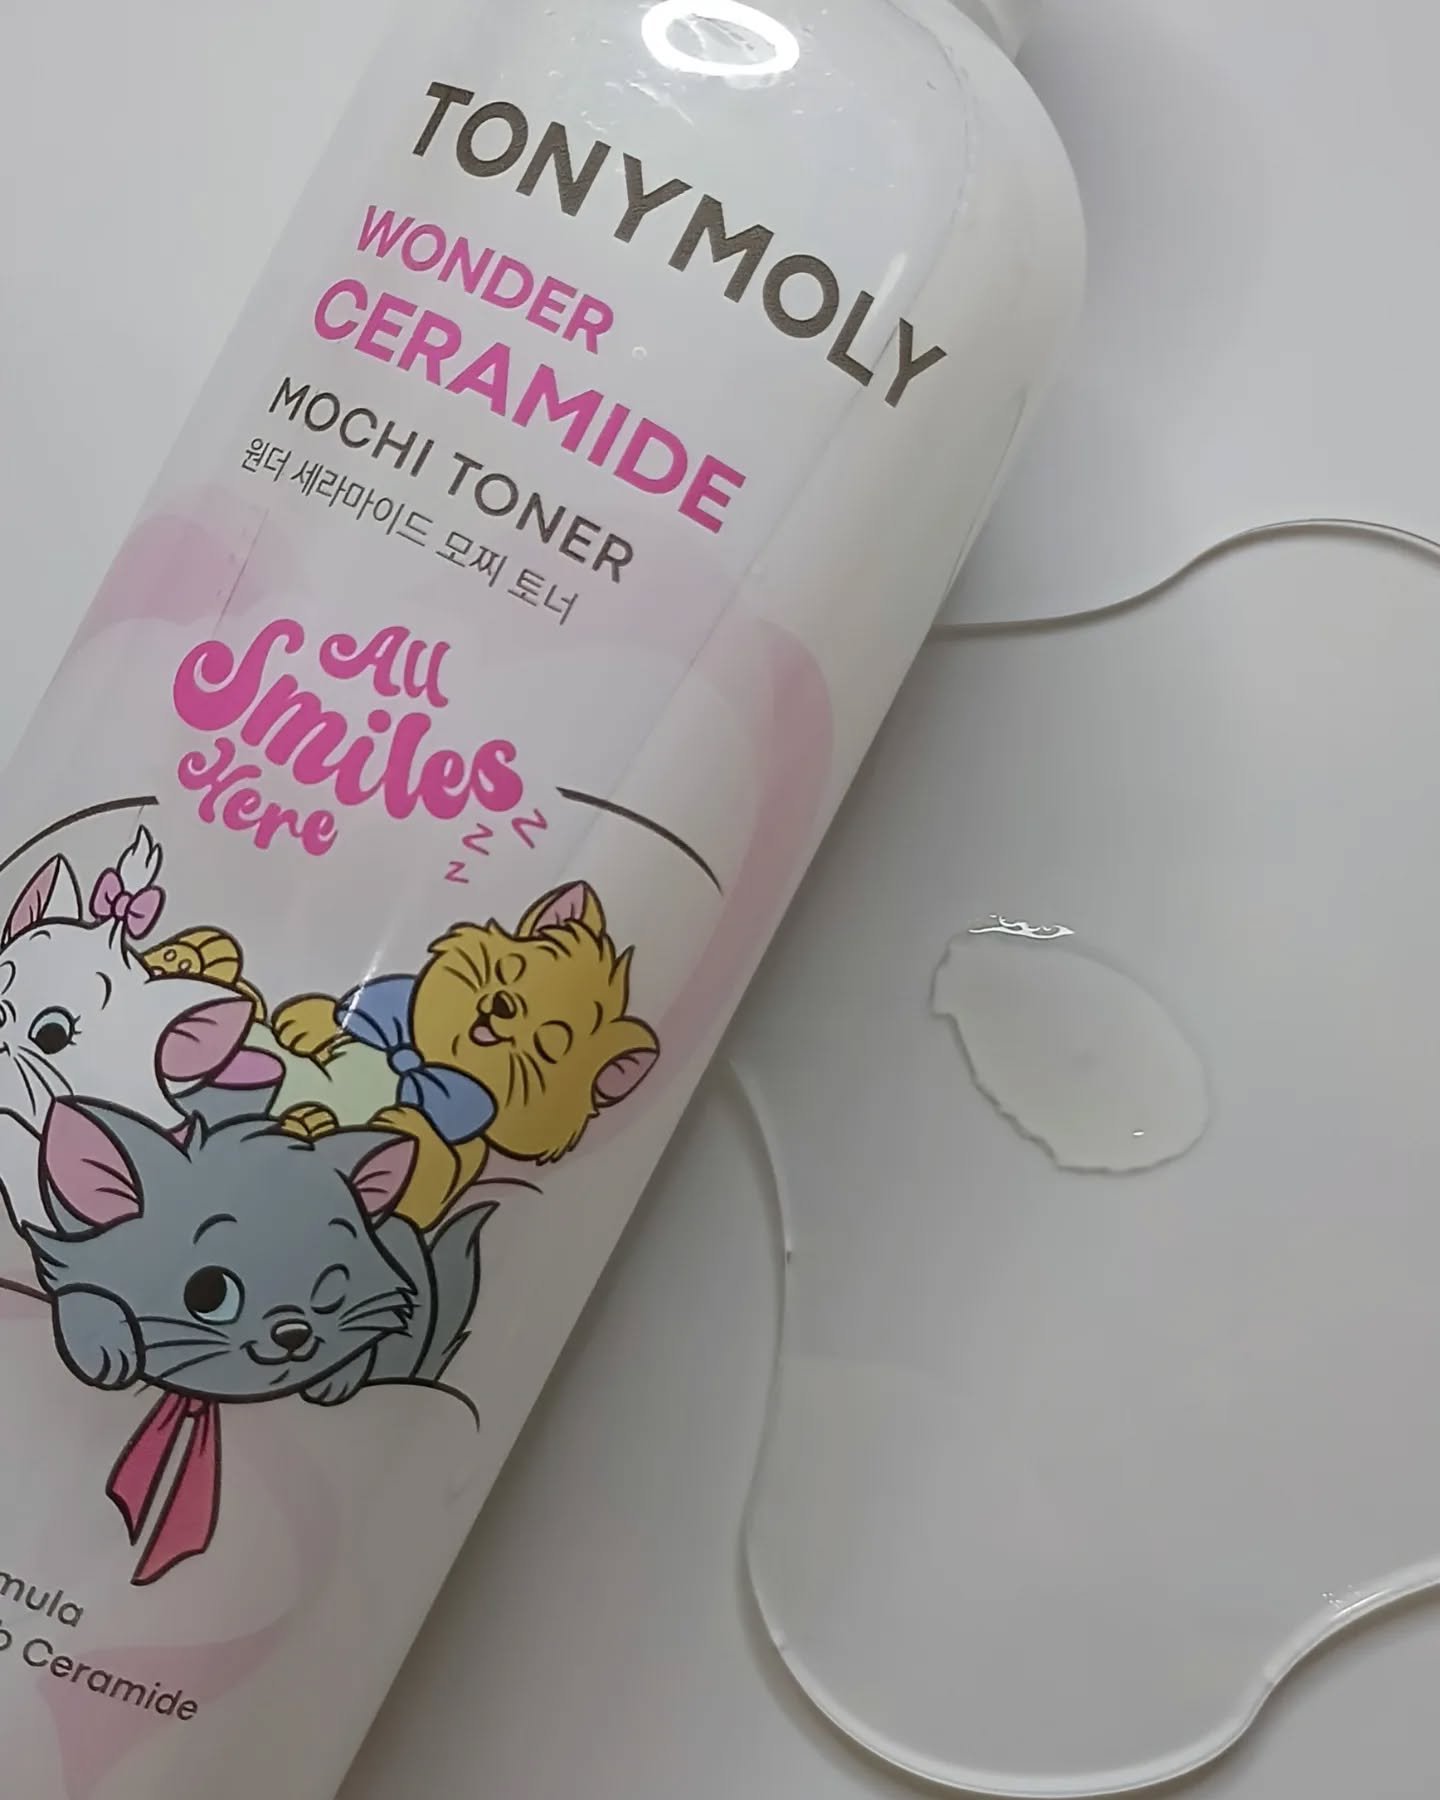 TONYMOLY
WONDER
CERAMIDE
MOCHI TONER
원더 세라마이드 모찌 토너
All
Smiles
Here
z z z
Ceramide